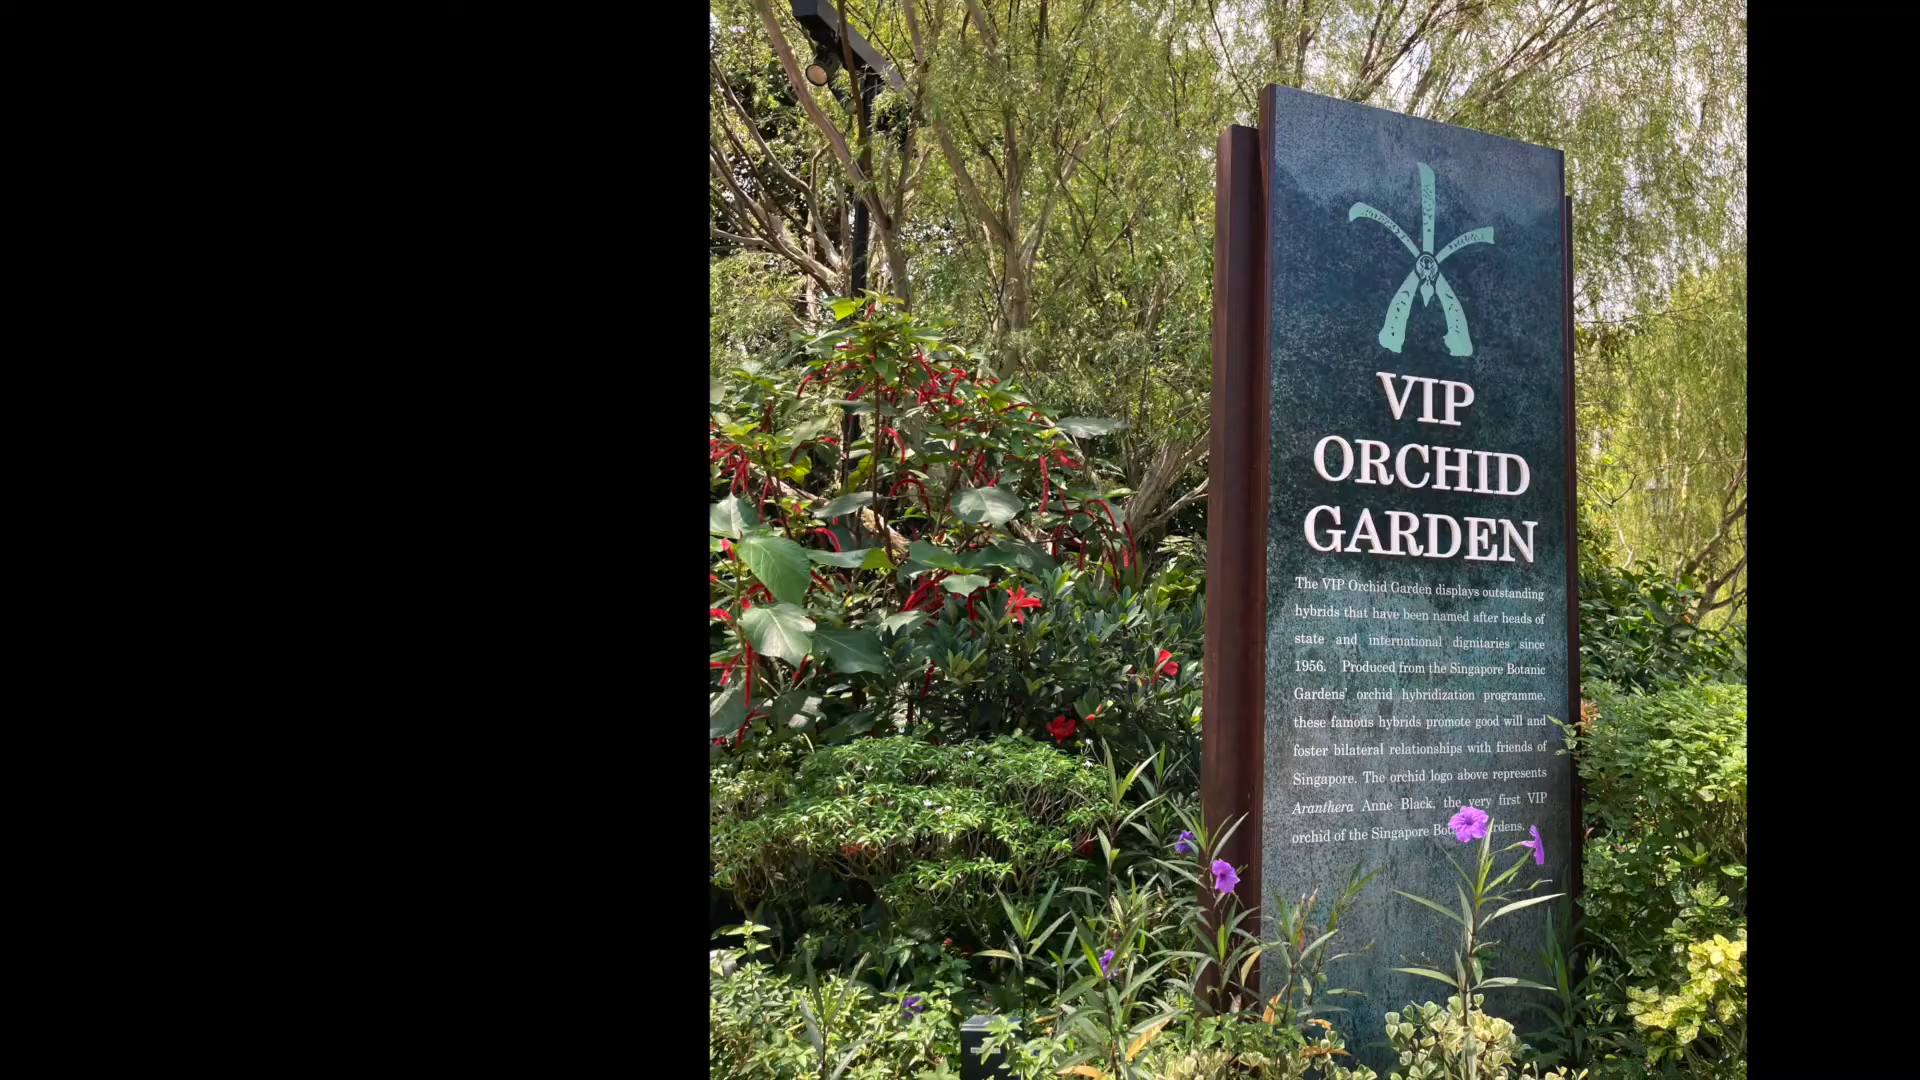 VIP
ORCHID
GARDEN
The VIP Orchid Garden displays outstanding
hybrids that have been named after heads of
state and international dignitaries since
1956. Produced from the Singapore Botanic
Gardens' orchid hybridization programme,
these famous hybrids promote good will and
foster bilateral relationships with friends of
Singapore. The orchid logo above represents
Aranthera Anne Black, the very first VIP
orchid of the Singapore